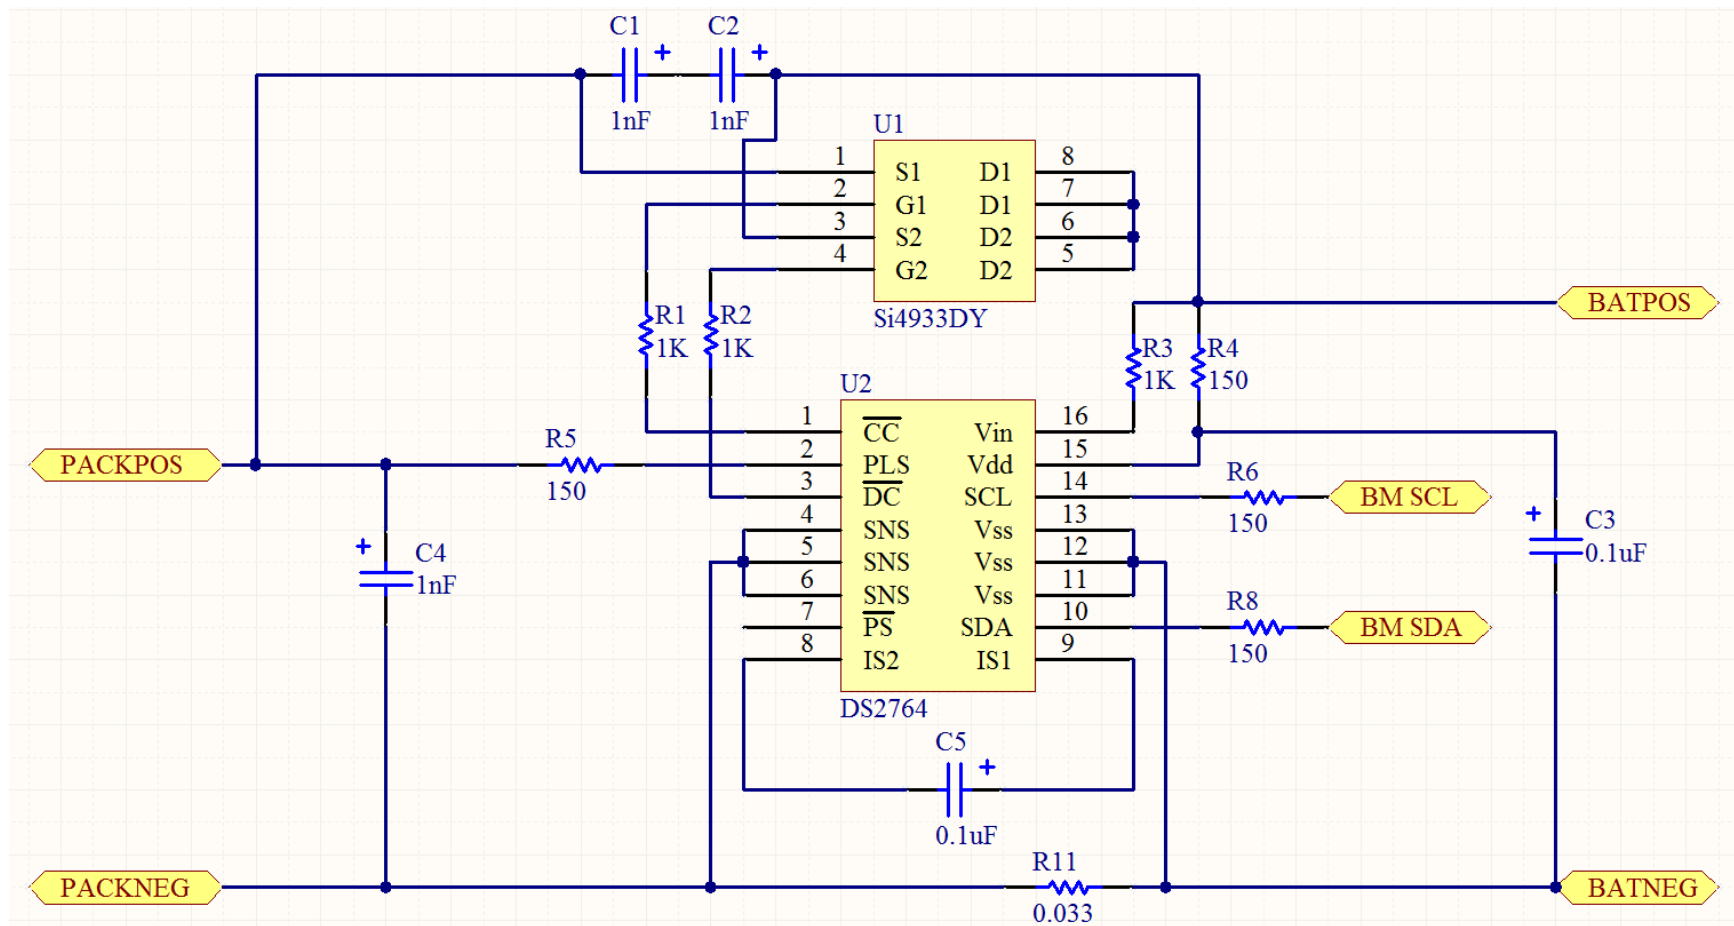 C1 C2
+ +
1nF 1nF
U1
1 S1 D1 8
2 G1 D1 7
3 S2 D2 6
4 G2 D2 5
Si4933DY
BATPOS
R1 1K
R2 1K
R3 1K
R4 150
U2
1 CC Vin 16
2 PLS Vdd 15
3 DC SCL 14
4 SNS Vss 13
5 SNS Vss 12
6 SNS Vss 11
7 PS SDA 10
8 IS2 IS1 9
DS2764
PACKPOS
R5
150
R6
150
BM SCL
+ C3
0.1uF
+ C4
1nF
R8
150
BM SDA
C5
+
0.1uF
PACKNEG
R11
0.033
BATNEG